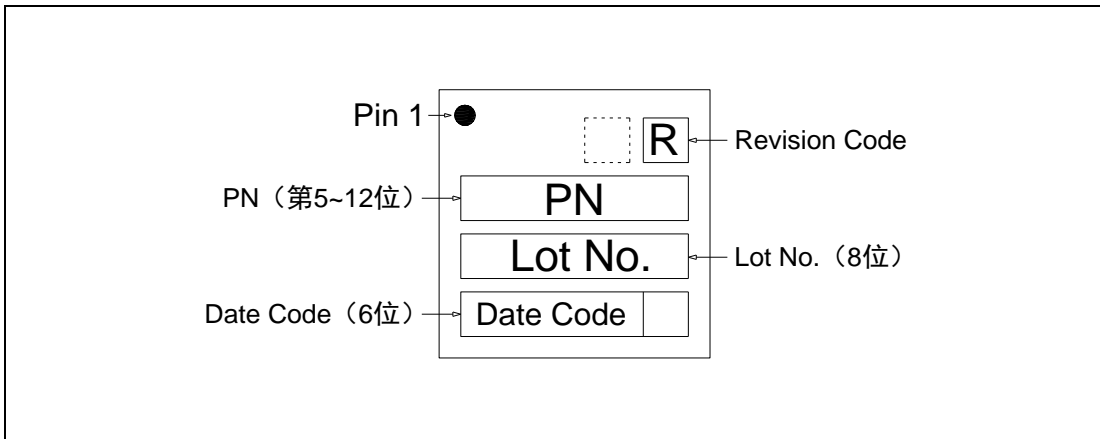 Pin 1
R
Revision Code
PN（第5~12位）
PN
Lot No.
Lot No.（8位）
Date Code（6位）
Date Code